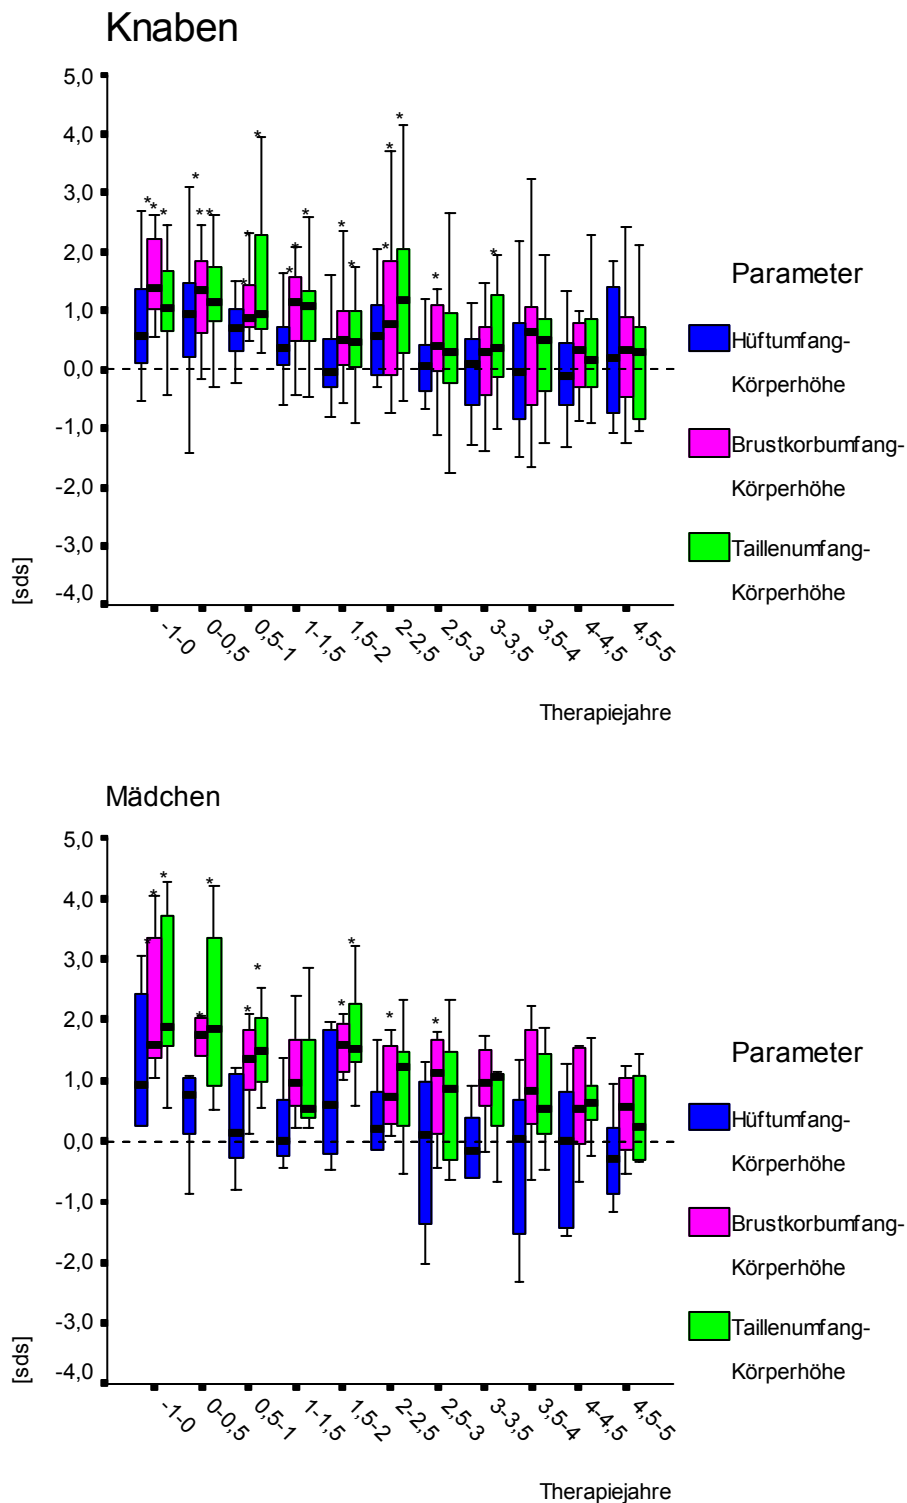 Knaben
5,0
4,0
3,0
2,0
1,0
0,0
-1,0
-2,0
-3,0
-4,0
[sds]
-1-0
0-0,5
0,5-1
1-1,5
1,5-2
2-2,5
2,5-3
3-3,5
3,5-4
4-4,5
4,5-5
Therapiejahre
Parameter
Hüftumfang-
Körperhöhe
Brustkorbumfang-
Körperhöhe
Taillenumfang-
Körperhöhe
Mädchen
5,0
4,0
3,0
2,0
1,0
0,0
-1,0
-2,0
-3,0
-4,0
[sds]
-1-0
0-0,5
0,5-1
1-1,5
1,5-2
2-2,5
2,5-3
3-3,5
3,5-4
4-4,5
4,5-5
Therapiejahre
Parameter
Hüftumfang-
Körperhöhe
Brustkorbumfang-
Körperhöhe
Taillenumfang-
Körperhöhe